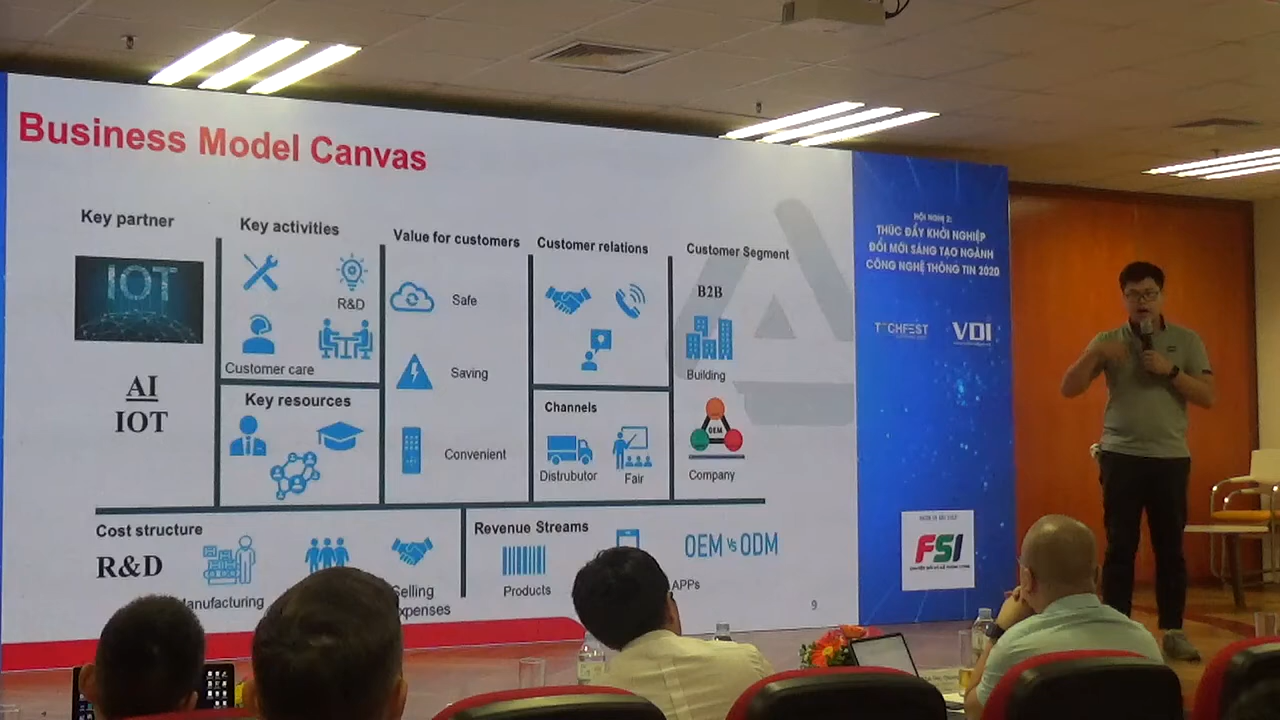 Business Model Canvas
Key partner
IOT
AI
IOT
Key activities
R&D
Customer care
Key resources
Value for customers
Safe
Saving
Convenient
Customer relations
Channels
Distrubutor
Fair
Customer Segment
B2B
Building
OEM
Company
Cost structure
R&D
anufacturing
Selling
xpenses
Revenue Streams
Products
APPs
OEM VS ODM
9
HỘI NGHỊ 2:
THÚC ĐẨY KHỞI NGHIỆP
ĐỔI MỚI SÁNG TẠO NGÀNH
CÔNG NGHỆ THÔNG TIN 2020
TECHFEST
VDI
FSI